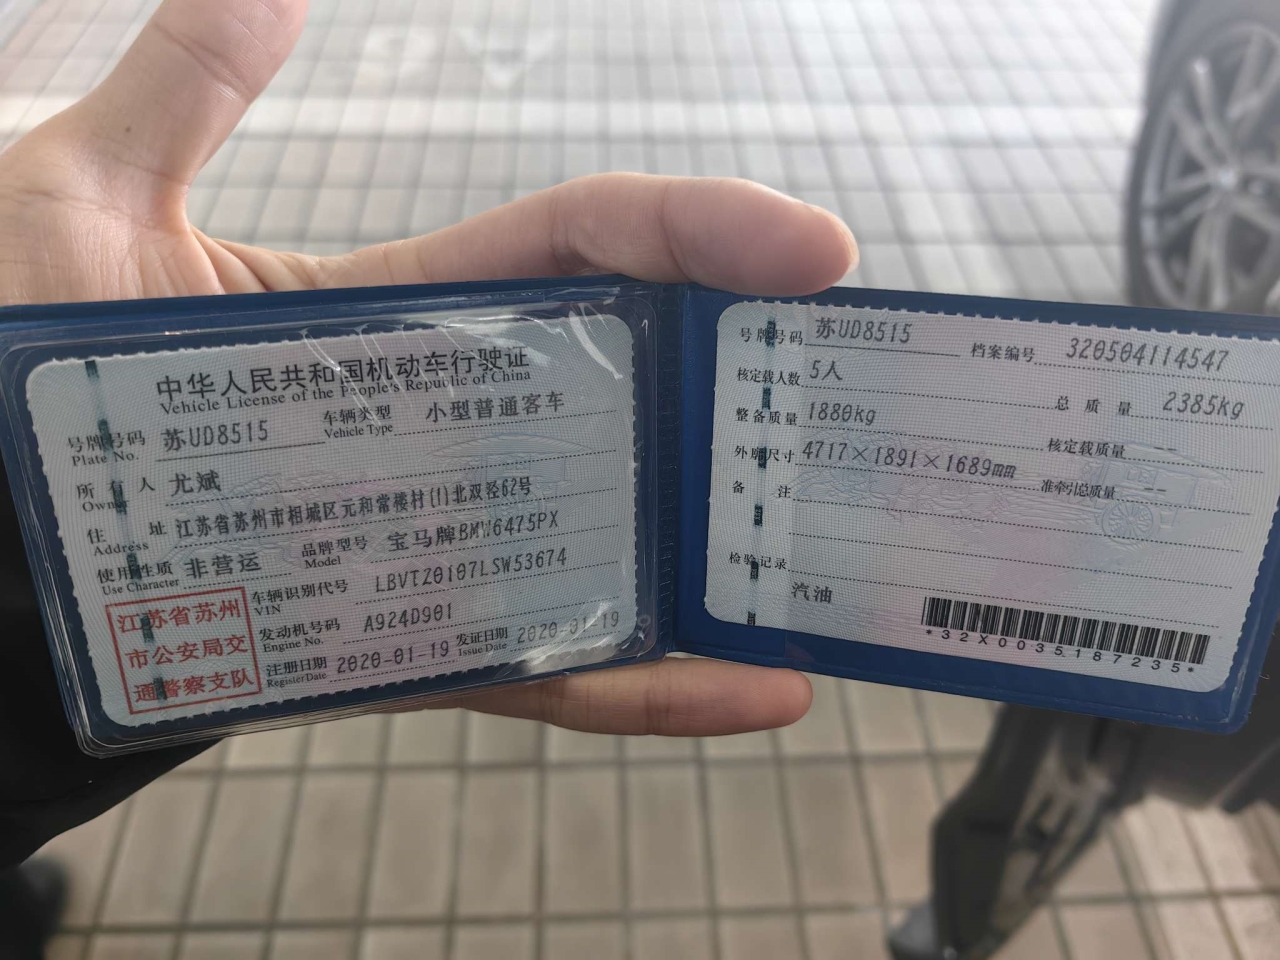 中华人民共和国机动车行驶证
Vehicle License of the People's Republic of China
号牌号码 苏UD8515 车辆类型 小型普通客车
Plate No. Vehicle Type
所有人 尤斌
Owner
住址 江苏省苏州市相城区元和常楼村(1)北双泾62号
Address
使用性质 非营运 品牌型号 宝马牌BMW6475PX
Use Character Model
车辆识别代号 LBVTZ0107LSW53674
VIN
发动机号码 A924D901
Engine No.
注册日期 2020-01-19 发证日期 2020-01-19
Register Date Issue Date
江苏省苏州
市公安局交
通警察支队
号牌号码 苏UD8515 档案编号 320504114547
核定载人数 5人 总质量 2385kg
整备质量 1880kg 核定载质量 --
外廓尺寸 4717×1891×1689mm 准牵引总质量 --
备注
检验记录
汽油
*32X0035187235*